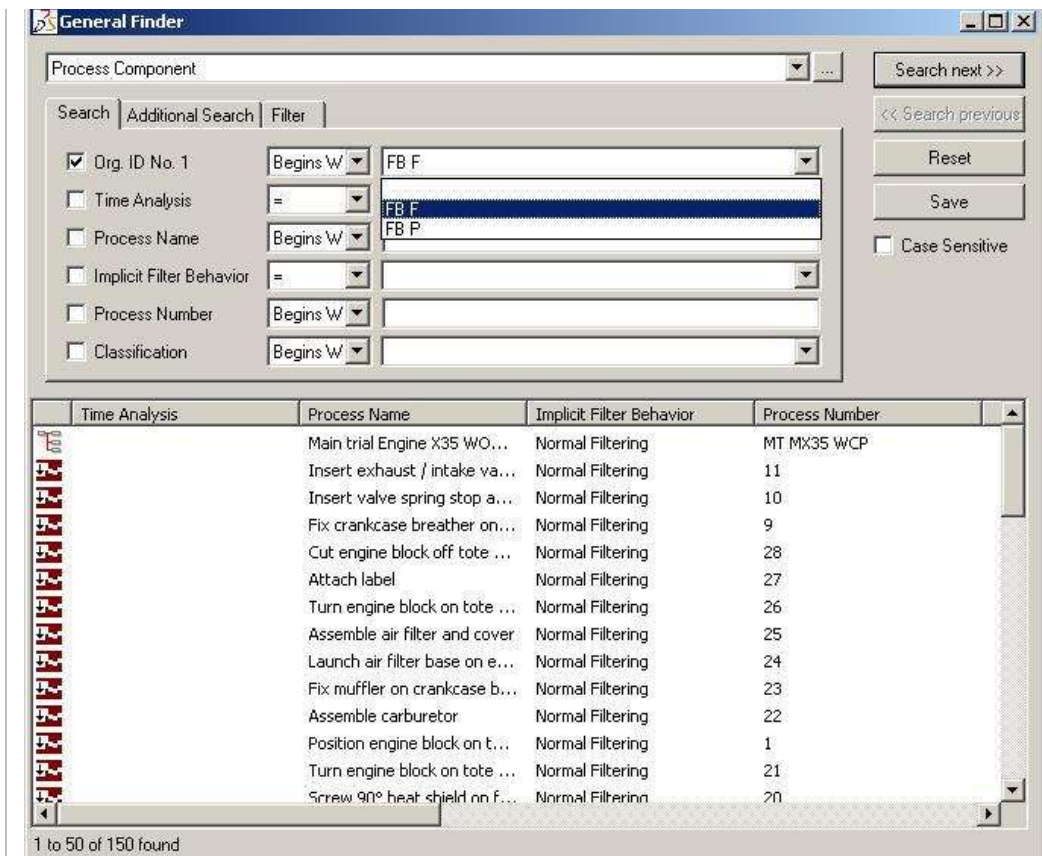 General Finder
Process Component
...
Search next >>
Search Additional Search Filter
<< Search previous
Org. ID No. 1 Begins W FB F
Reset
Time Analysis =
FB F
Save
Process Name Begins W FB P
Case Sensitive
Implicit Filter Behavior =
Process Number Begins W
Classification Begins W
Time Analysis Process Name Implicit Filter Behavior Process Number
Main trial Engine X35 WO... Normal Filtering MT MX35 WCP
Insert exhaust / intake va... Normal Filtering 11
Insert valve spring stop a... Normal Filtering 10
Fix crankcase breather on... Normal Filtering 9
Cut engine block off tote ... Normal Filtering 28
Attach label Normal Filtering 27
Turn engine block on tote ... Normal Filtering 26
Assemble air filter and cover Normal Filtering 25
Launch air filter base on e... Normal Filtering 24
Fix muffler on crankcase b... Normal Filtering 23
Assemble carburetor Normal Filtering 22
Position engine block on t... Normal Filtering 1
Turn engine block on tote ... Normal Filtering 21
Screw 90° heat shield on f... Normal Filtering 20
1 to 50 of 150 found